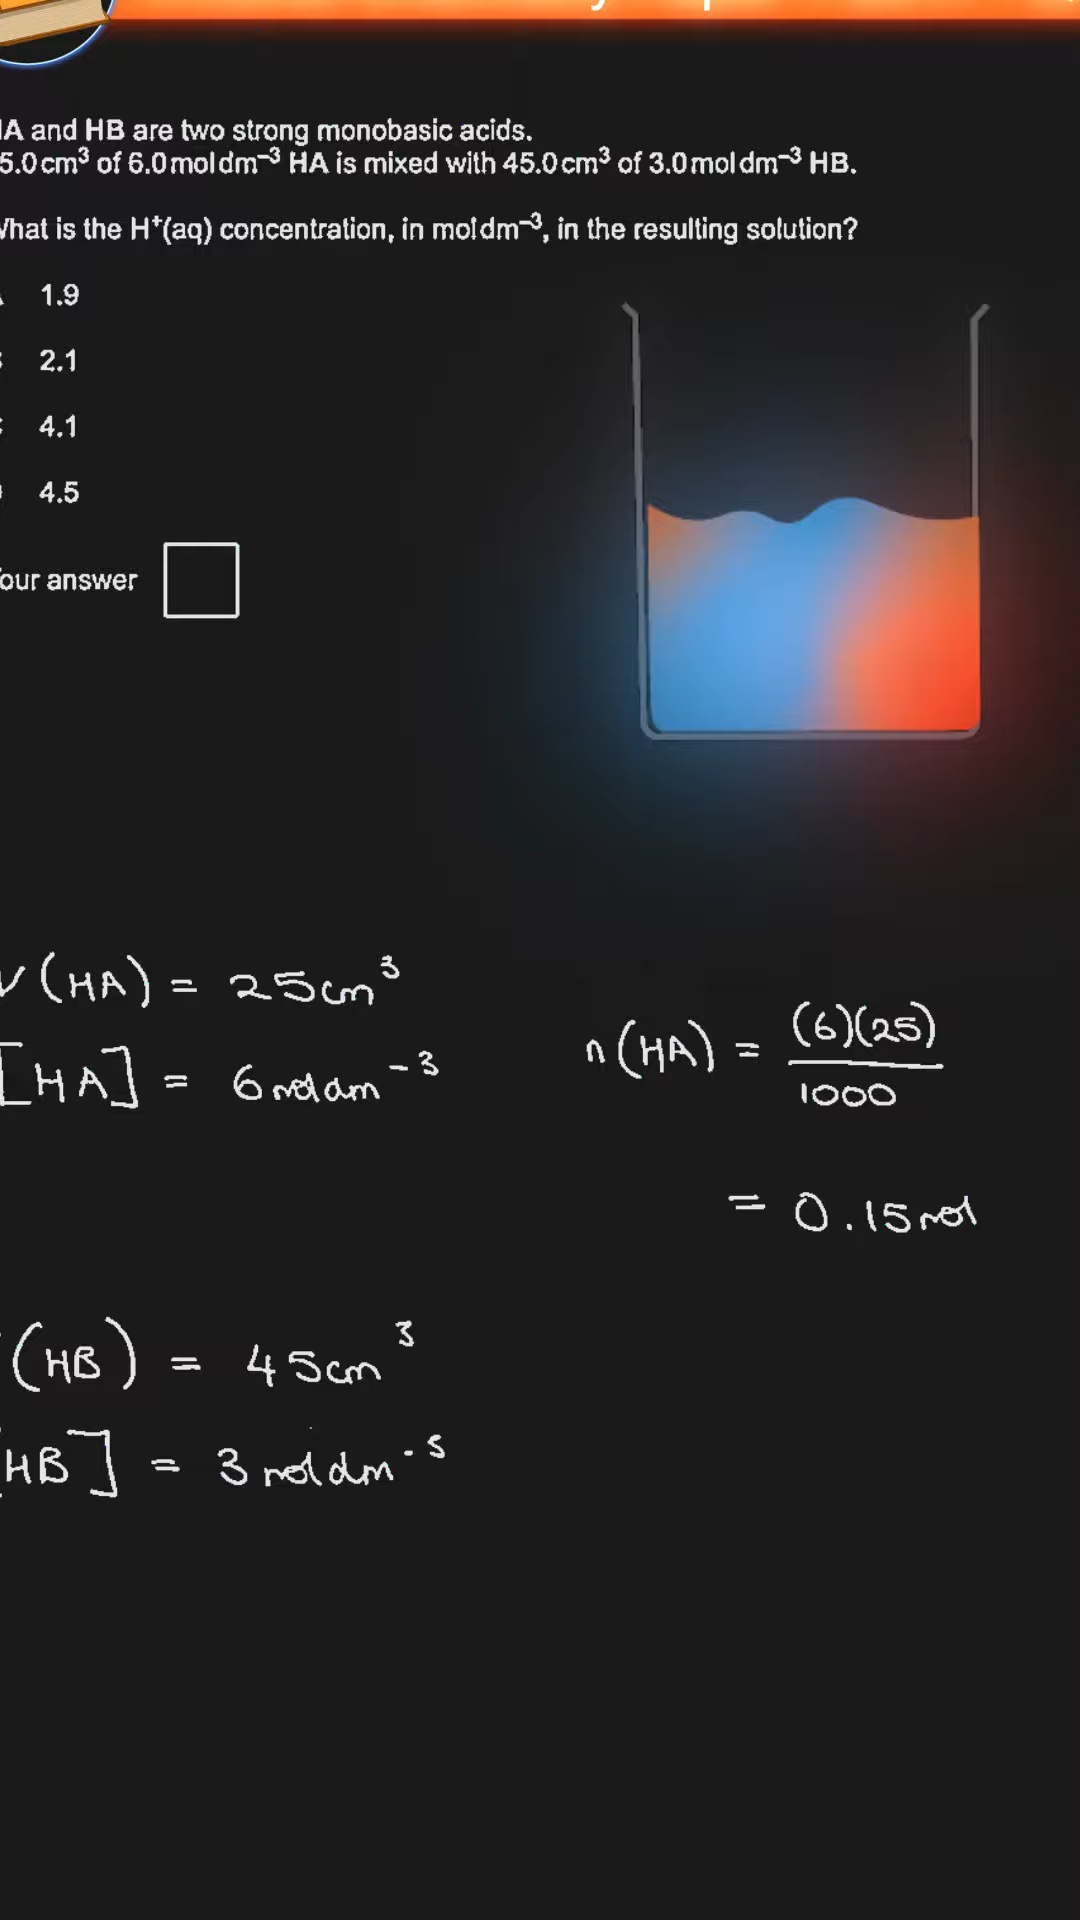 A and HB are two strong monobasic acids.
5.0 cm³ of 6.0 mol dm⁻³ HA is mixed with 45.0 cm³ of 3.0 mol dm⁻³ HB.
What is the H⁺(aq) concentration, in mol dm⁻³, in the resulting solution?
1.9
2.1
4.1
4.5
our answer
V (HA) = 25cm³
[HA] = 6 mol dm⁻³
n (HA) = (6)(25)
1000
= 0.15 mol
(HB) = 45cm³
HB] = 3 mol dm⁻³